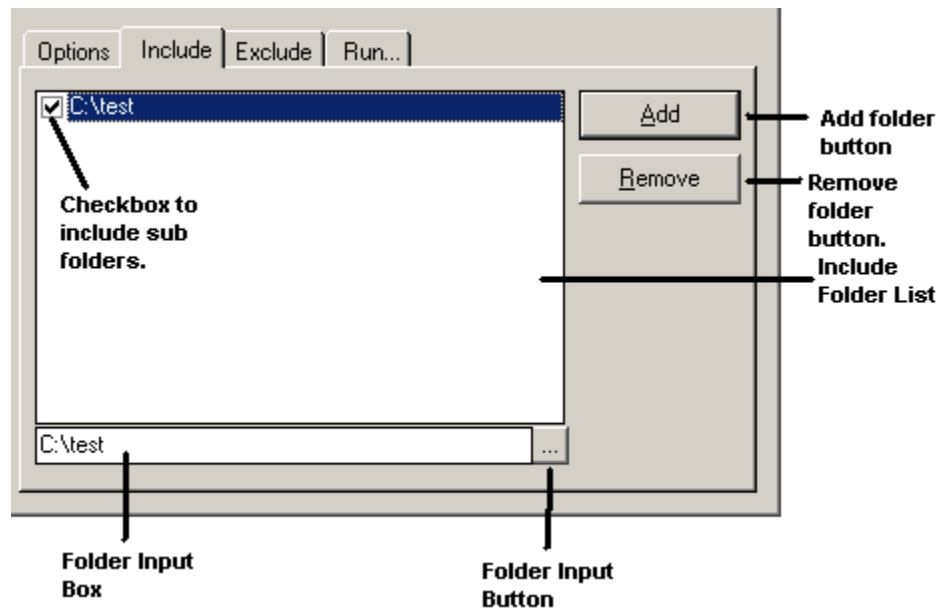 Options Include Exclude Run...
C:\test
Add
Add folder
button
Remove
Remove
folder
button.
Checkbox to
include sub
folders.
Include
Folder List
C:\test
...
Folder Input
Box
Folder Input
Button